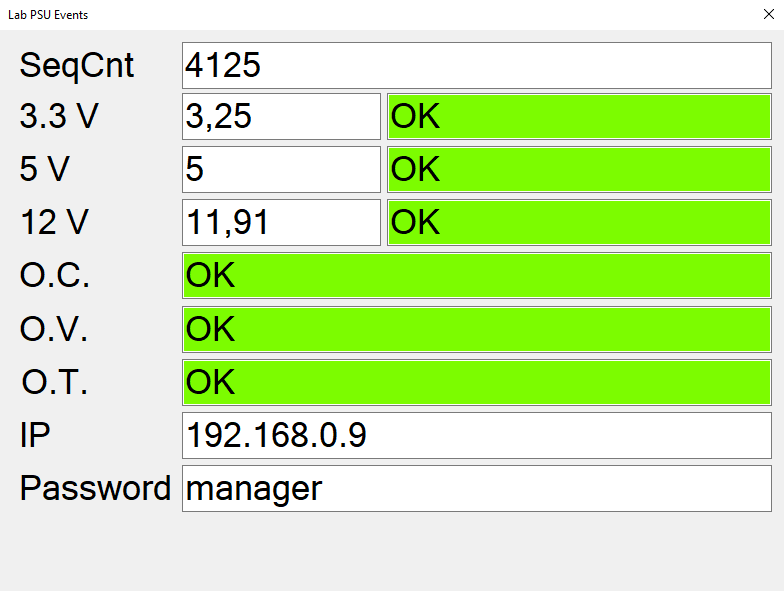 Lab PSU Events
SeqCnt 4125
3.3 V 3,25 OK
5 V 5 OK
12 V 11,91 OK
O.C. OK
O.V. OK
O.T. OK
IP 192.168.0.9
Password manager